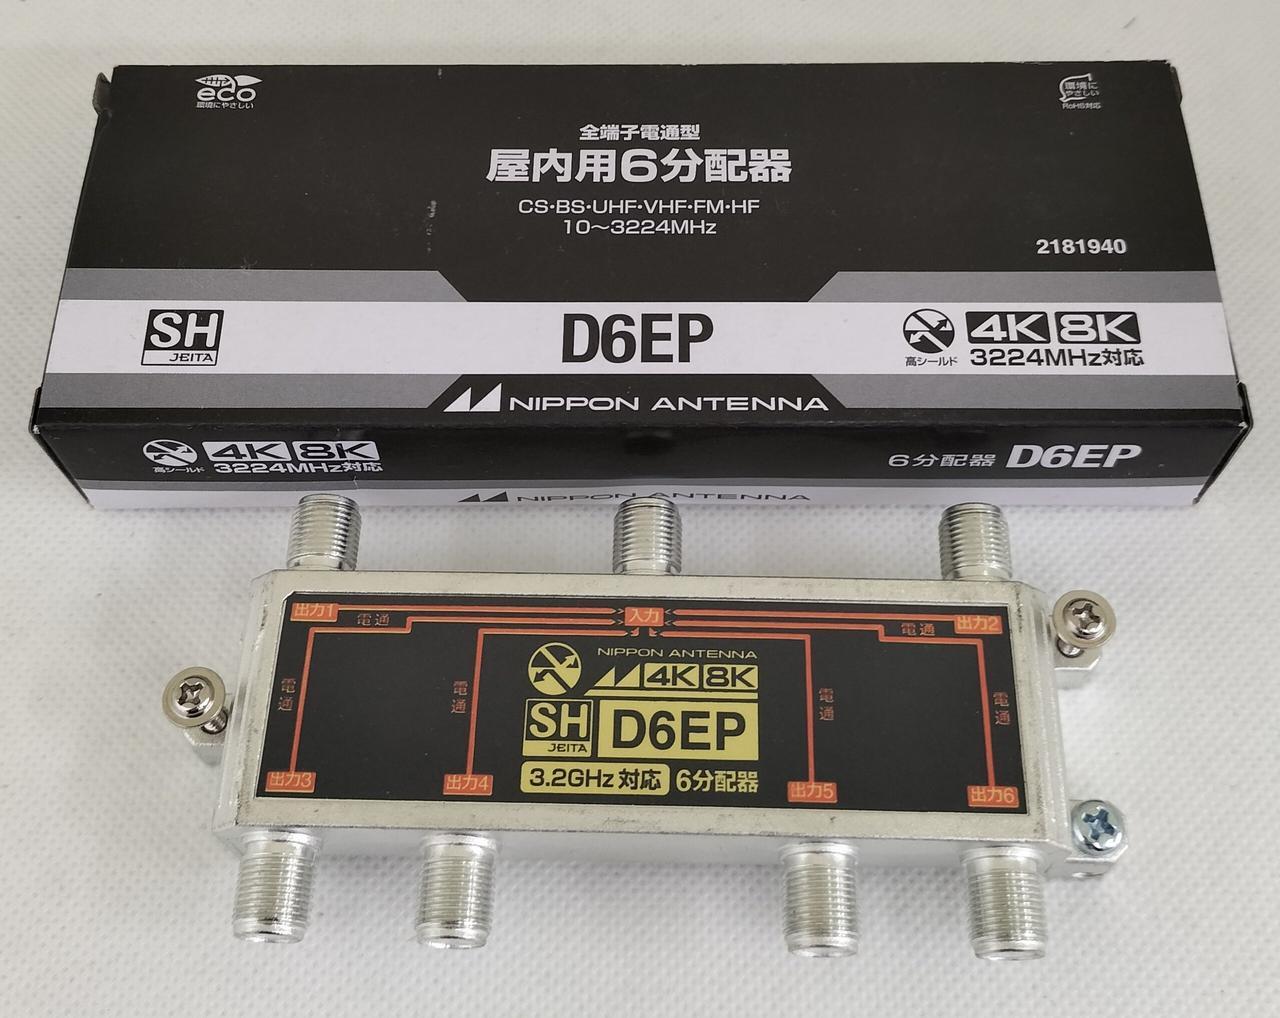 eco
環境にやさしい
環境に
やさしい
RoHS対応
全端子電通型
屋内用6分配器
CS・BS・UHF・VHF・FM・HF
10〜3224MHz
2181940
SH
JEITA
D6EP
高シールド
4K 8K
3224MHz対応
NIPPON ANTENNA
高シールド
4K 8K
3224MHz対応
6分配器 D6EP
NIPPON ANTENNA
出力1
電通
入力
電通
出力2
NIPPON ANTENNA
4K 8K
電通
電通
電通
電通
SH
JEITA
D6EP
3.2GHz対応 6分配器
出力3
出力4
出力5
出力6